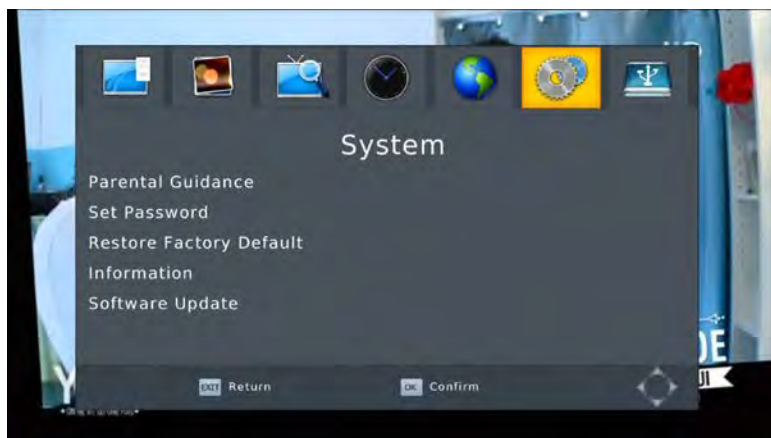 System
Parental Guidance
Set Password
Restore Factory Default
Information
Software Update
EXIT Return
OK Confirm